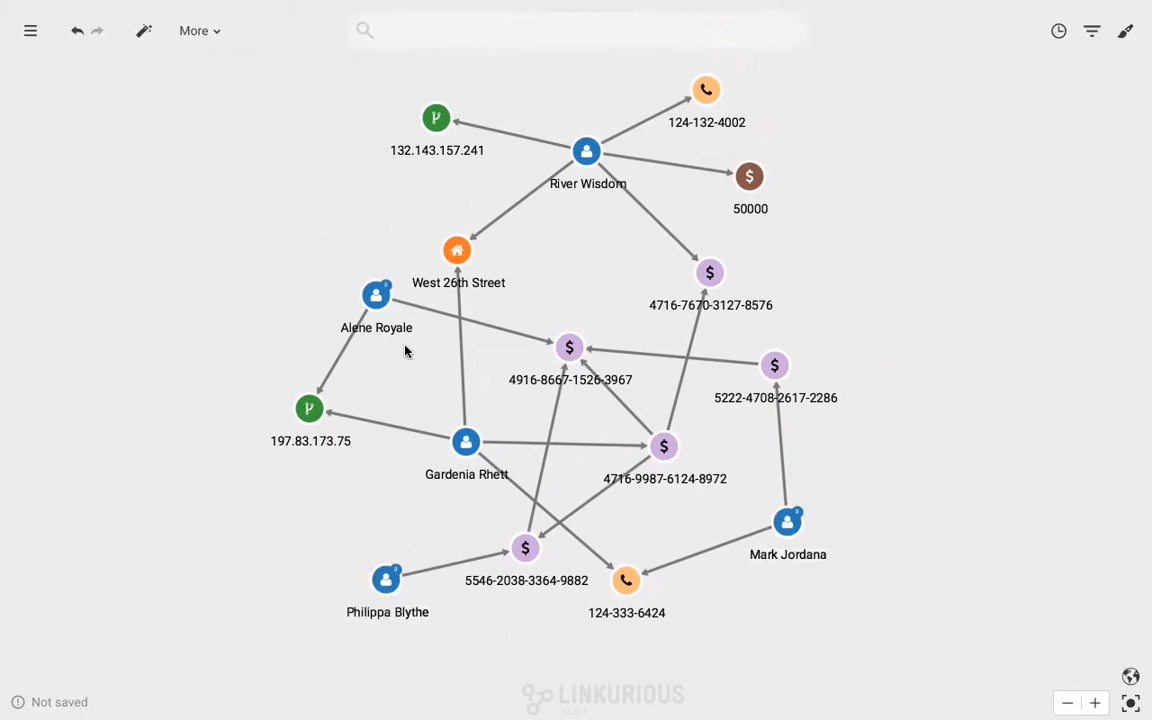 More
124-132-4002
132.143.157.241
River Wisdom
50000
West 26th Street
4716-7670-3127-8576
Alene Royale
4916-8667-1526-3967
5222-4708-2617-2286
197.83.173.75
Gardenia Rhett
4716-9987-6124-8972
Mark Jordana
5546-2038-3364-9882
Philippa Blythe
124-333-6424
Not saved
LINKURIOUS